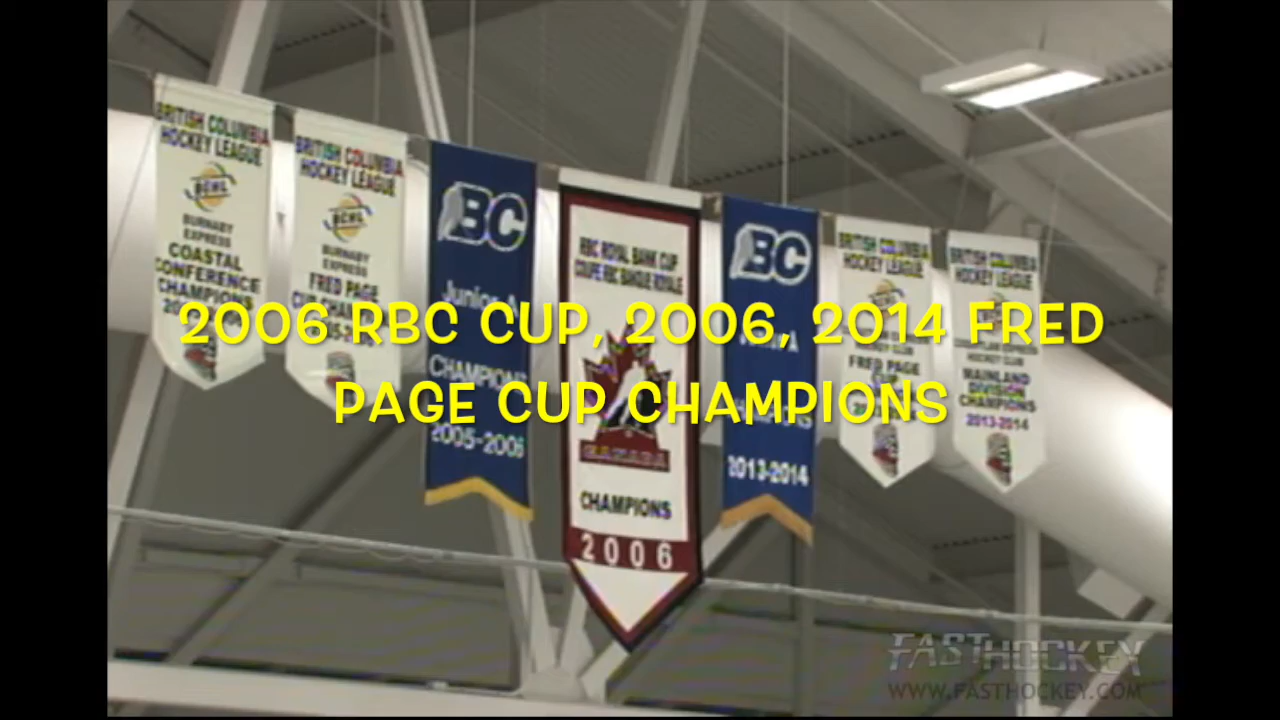 BRITISH COLUMBIA
HOCKEY LEAGUE
BCHL
BURNABY
EXPRESS
COASTAL
CONFERENCE
CHAMPIONS
BRITISH COLUMBIA
HOCKEY LEAGUE
BCHL
BURNABY
EXPRESS
FRED PAGE
BC
Junior A
CHAMPIONS
2005-2006
RBC ROYAL BANK CUP
COUPE RBC BANQUE ROYALE
CANADA
CHAMPIONS
2006
BC
2013-2014
BRITISH COLUMBIA
HOCKEY LEAGUE
FRED PAGE
CUP
BRITISH COLUMBIA
HOCKEY LEAGUE
HOCKEY CLUB
MAINLAND
DIVISION
CHAMPIONS
2013-2014
2006 RBC CUP, 2006, 2014 FRED
PAGE CUP CHAMPIONS
FASTHOCKEY
WWW.FASTHOCKEY.COM